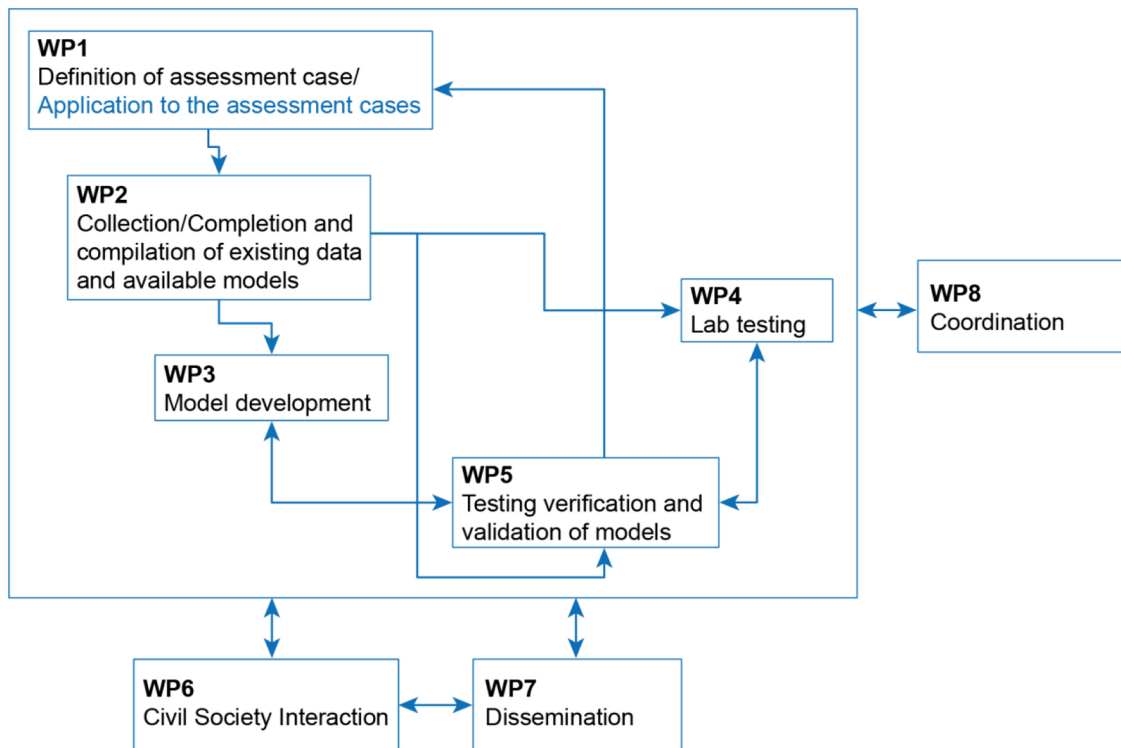 WP1
Definition of assessment case/
Application to the assessment cases
WP2
Collection/Completion and
compilation of existing data
and available models
WP4
Lab testing
WP8
Coordination
WP3
Model development
WP5
Testing verification and
validation of models
WP6
Civil Society Interaction
WP7
Dissemination